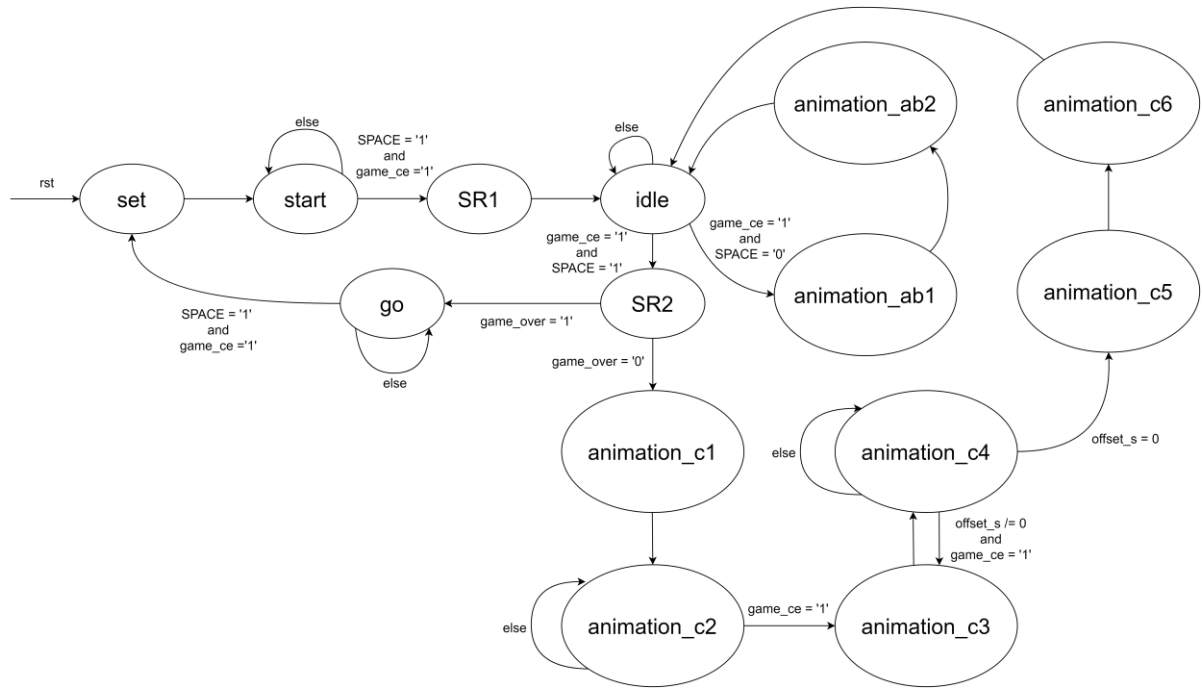 animation_ab2
animation_c6
else
else
SPACE = '1'
and
game_ce ='1'
rst
set
start
SR1
idle
game_ce = '1'
and
SPACE = '0'
game_ce = '1'
and
SPACE = '1'
animation_ab1
animation_c5
go
SR2
game_over = '1'
SPACE = '1'
and
game_ce ='1'
else
game_over = '0'
animation_c1
else
animation_c4
offset_s = 0
offset_s /= 0
and
game_ce = '1'
else
animation_c2
game_ce = '1'
animation_c3